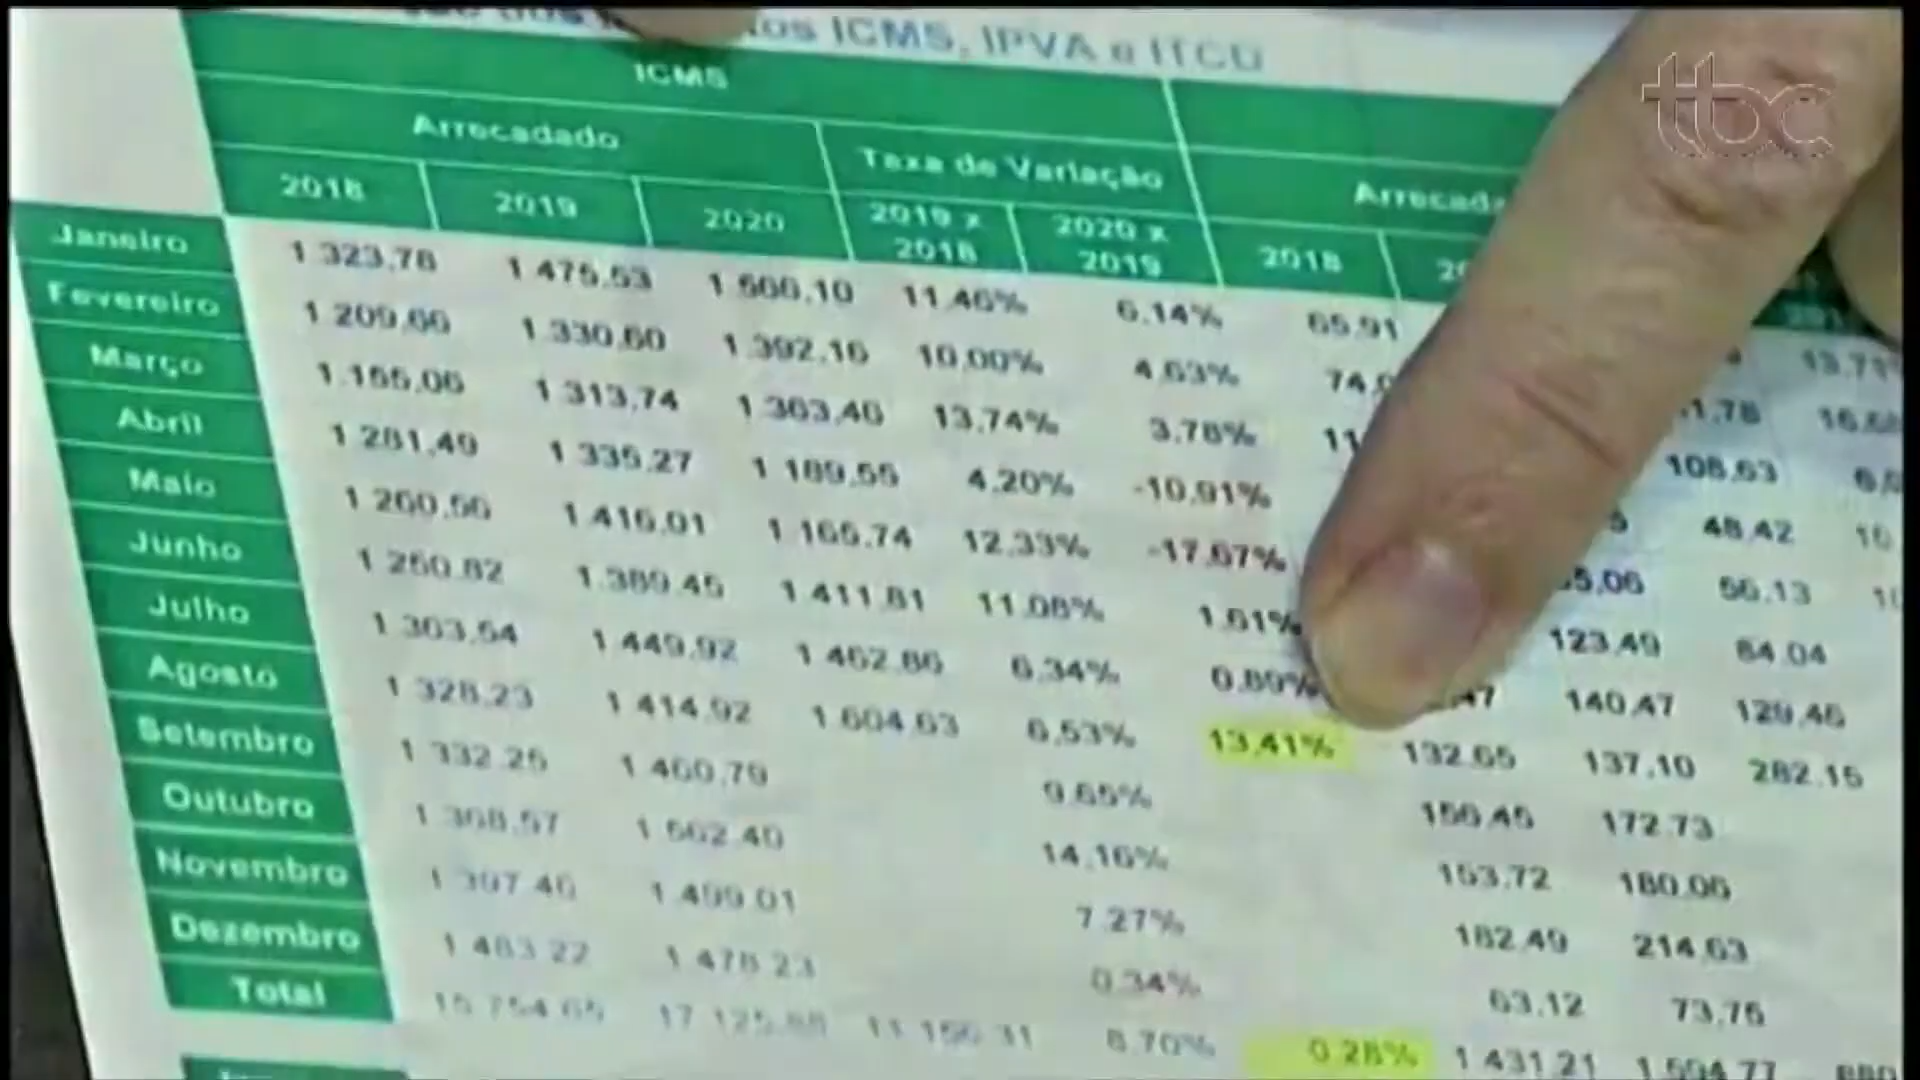 ICMS, IPVA e ITCD
ttbc
ICMS
Arrecadado
Taxa de Variação
2018 2019 2020 2019 x 2018 2020 x 2019 2018
Janeiro 1.323,78 1.475,53 1.566,10 11,46% 6,14% 65,91
Fevereiro 1.209,66 1.330,60 1.392,16 10,00% 4,63%
Março 1.155,06 1.313,74 1.363,46 13,74% 3,78%
Abril 1.281,49 1.335,27 1.189,55 4,20% -10,91% 108,63
Maio 1.260,56 1.416,01 1.165,74 12,33% -17,67% 48,42
Junho 1.250,82 1.389,45 1.411,81 11,08% 1,61% 56,13
Julho 1.363,54 1.449,92 1.462,86 6,34% 0,89% 123,49 84,04
Agosto 1.328,23 1.414,92 1.604,63 6,53% 13,41% 140,47 129,46
Setembro 1.332,25 1.460,79 9,65% 132,65 137,10 282,15
Outubro 1.368,57 1.562,40 14,16% 156,45 172,73
Novembro 1.397,46 1.499,01 7,27% 153,72 180,06
Dezembro 1.483,22 1.478,23 0,34% 182,49 214,63
Total 15.754,65 17.125,88 11.156,31 8,70% 0,28% 63,12 73,75
1.431,21 1.594,77